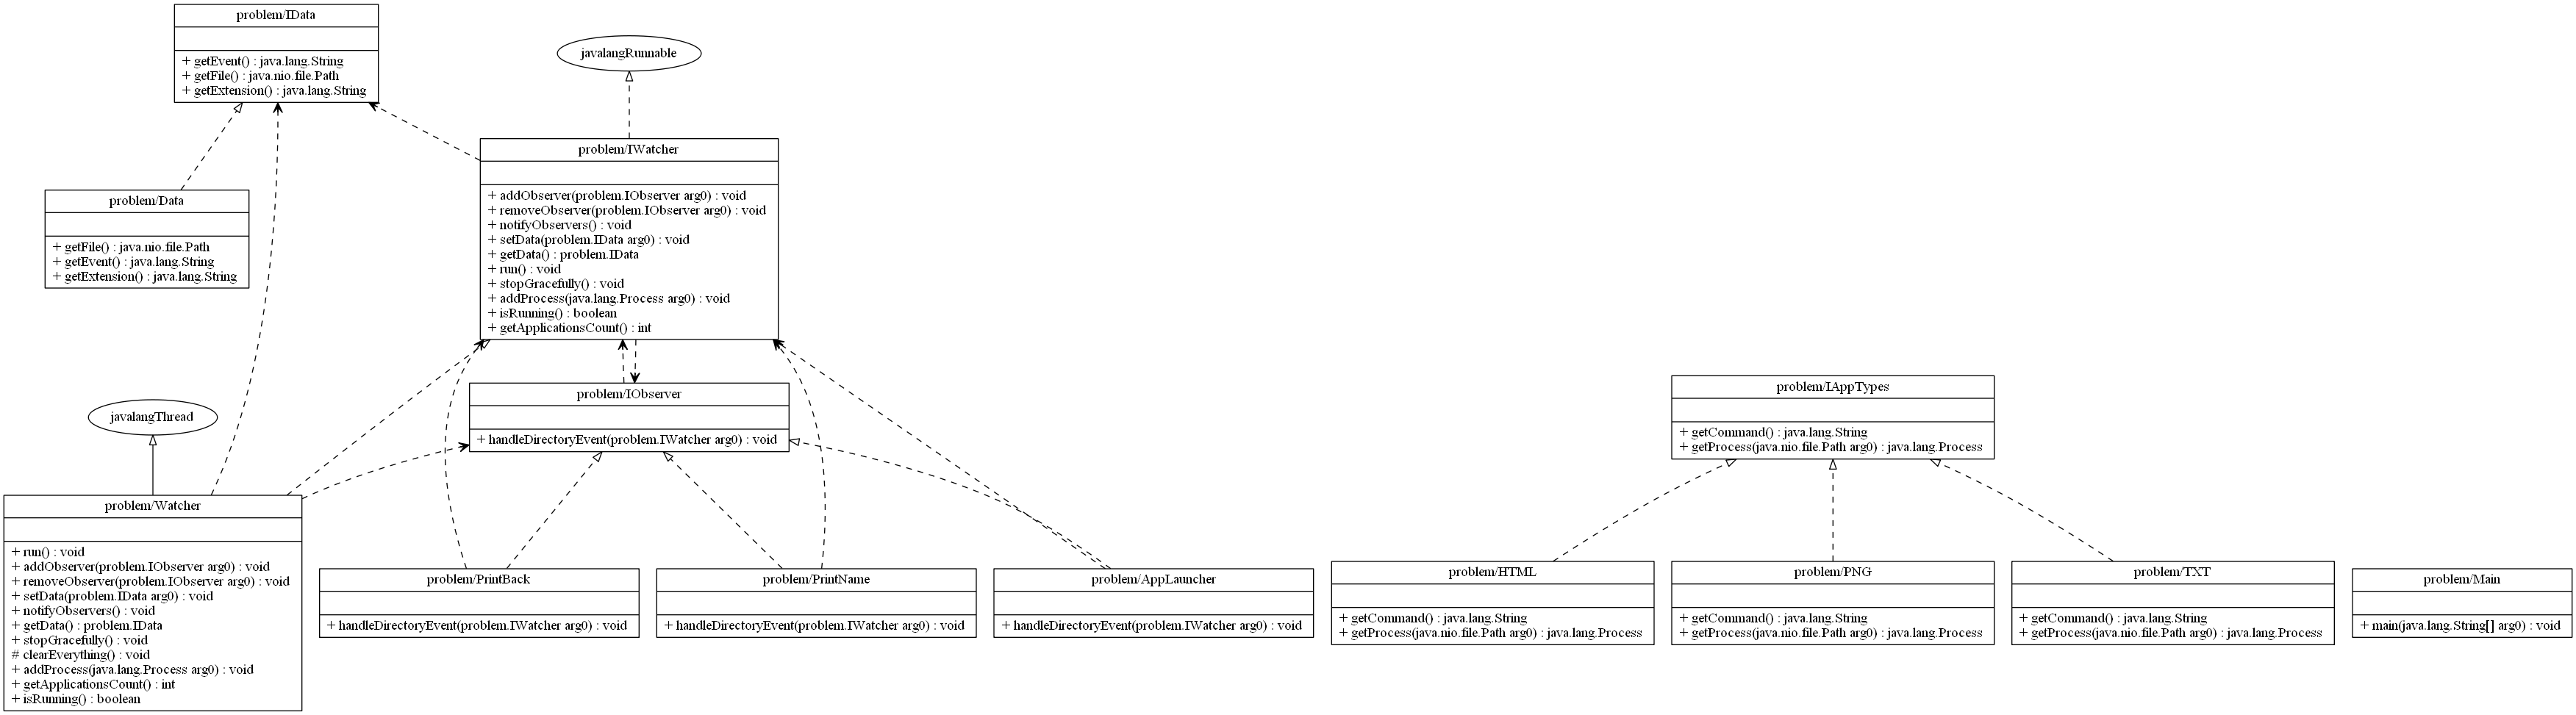 problem/IData
+ getEvent() : java.lang.String
+ getFile() : java.nio.file.Path
+ getExtension() : java.lang.String
javalangRunnable
problem/IWatcher
+ addObserver(problem.IObserver arg0) : void
+ removeObserver(problem.IObserver arg0) : void
+ notifyObservers() : void
+ setData(problem.IData arg0) : void
+ getData() : problem.IData
+ run() : void
+ stopGracefully() : void
+ addProcess(java.lang.Process arg0) : void
+ isRunning() : boolean
+ getApplicationsCount() : int
problem/Data
+ getFile() : java.nio.file.Path
+ getEvent() : java.lang.String
+ getExtension() : java.lang.String
problem/IObserver
+ handleDirectoryEvent(problem.IWatcher arg0) : void
problem/IAppTypes
+ getCommand() : java.lang.String
+ getProcess(java.nio.file.Path arg0) : java.lang.Process
javalangThread
problem/Watcher
+ run() : void
+ addObserver(problem.IObserver arg0) : void
+ removeObserver(problem.IObserver arg0) : void
+ setData(problem.IData arg0) : void
+ notifyObservers() : void
+ getData() : problem.IData
+ stopGracefully() : void
# clearEverything() : void
+ addProcess(java.lang.Process arg0) : void
+ getApplicationsCount() : int
+ isRunning() : boolean
problem/PrintBack
+ handleDirectoryEvent(problem.IWatcher arg0) : void
problem/PrintName
+ handleDirectoryEvent(problem.IWatcher arg0) : void
problem/AppLauncher
+ handleDirectoryEvent(problem.IWatcher arg0) : void
problem/HTML
+ getCommand() : java.lang.String
+ getProcess(java.nio.file.Path arg0) : java.lang.Process
problem/PNG
+ getCommand() : java.lang.String
+ getProcess(java.nio.file.Path arg0) : java.lang.Process
problem/TXT
+ getCommand() : java.lang.String
+ getProcess(java.nio.file.Path arg0) : java.lang.Process
problem/Main
+ main(java.lang.String[] arg0) : void